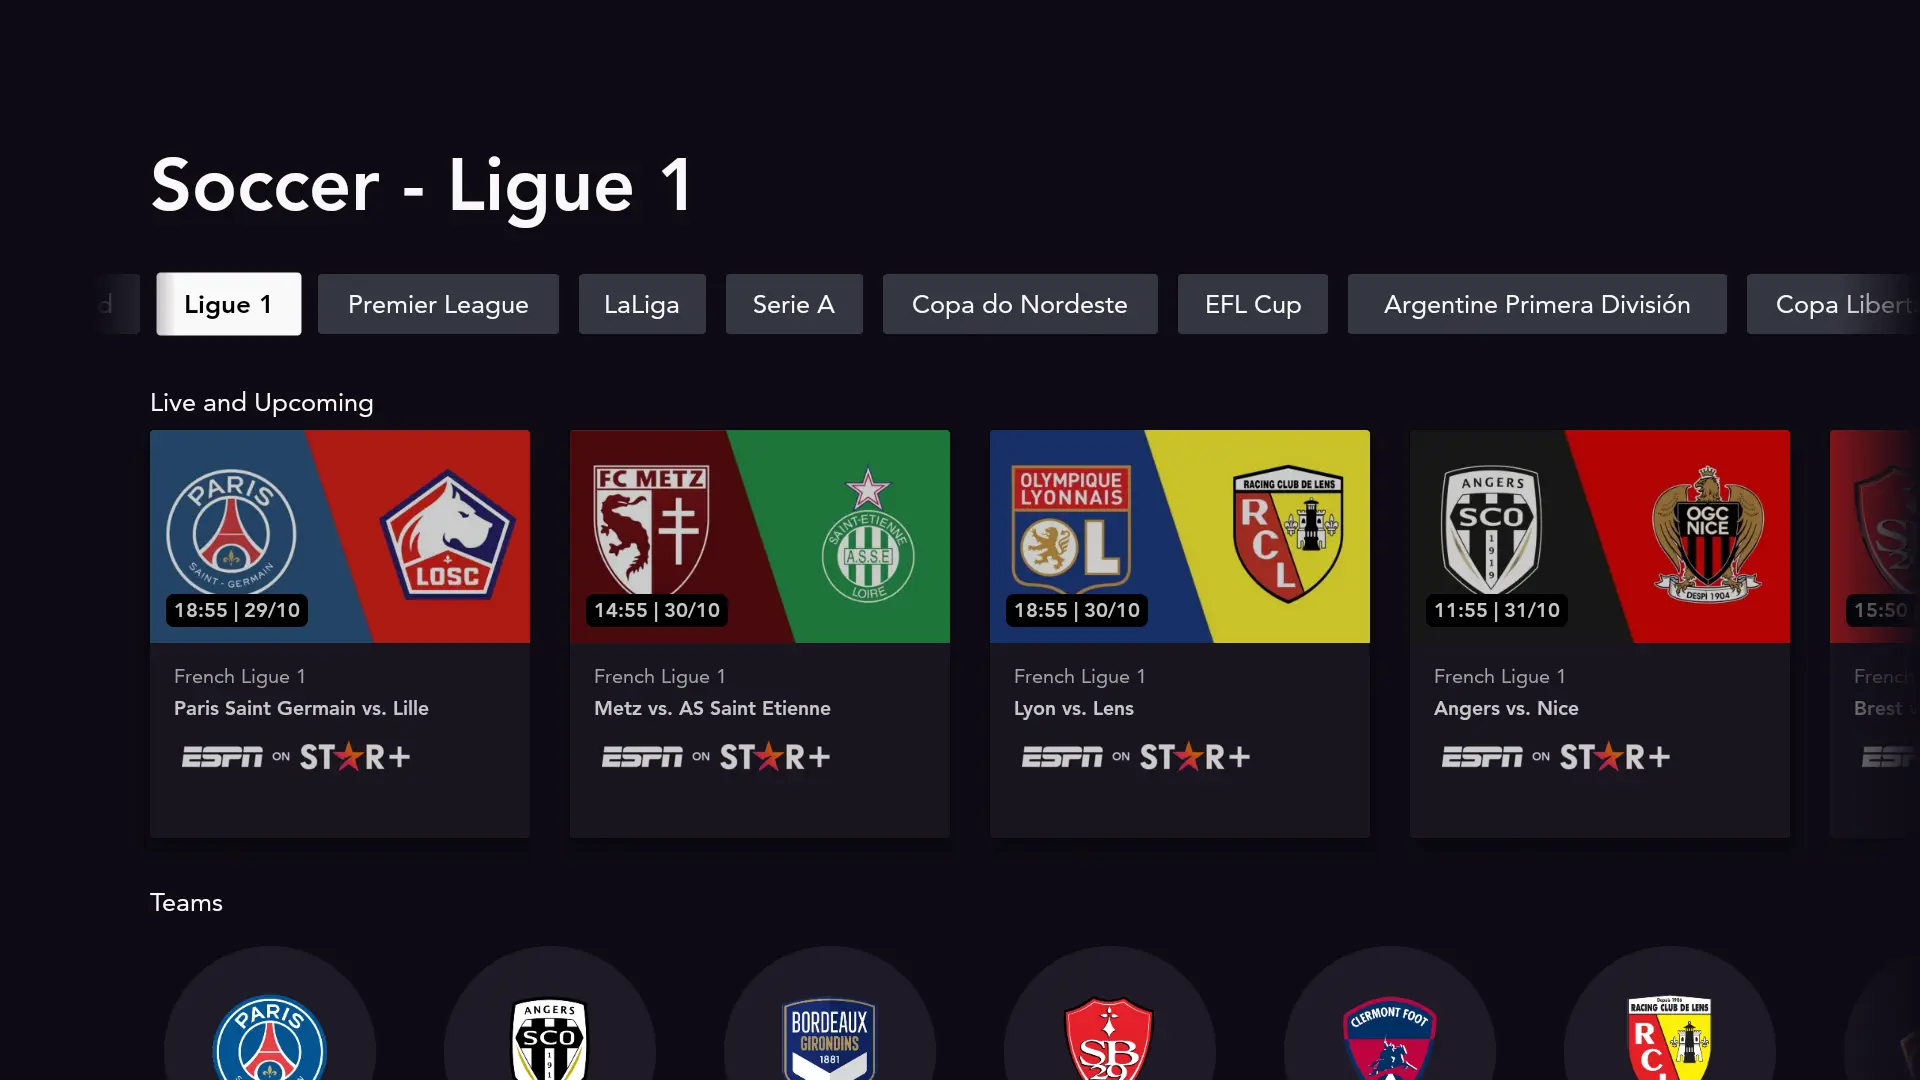 Soccer - Ligue 1
d
Ligue 1
Premier League
LaLiga
Serie A
Copa do Nordeste
EFL Cup
Argentine Primera División
Copa Libert
Live and Upcoming
PARIS
SAINT-GERMAIN
LOSC
18:55 | 29/10
French Ligue 1
Paris Saint Germain vs. Lille
ESPN ON STAR+
FC METZ
SAINT-ETIENNE
A.S.S.E
LOIRE
14:55 | 30/10
French Ligue 1
Metz vs. AS Saint Etienne
ESPN ON STAR+
OLYMPIQUE
LYONNAIS
OL
RACING CLUB DE LENS
RCL
18:55 | 30/10
French Ligue 1
Lyon vs. Lens
ESPN ON STAR+
ANGERS
SCO
1919
OGC
NICE
DESPI 1904
11:55 | 31/10
French Ligue 1
Angers vs. Nice
ESPN ON STAR+
15:50
French
Brest
ESP
Teams
PARIS
ANGERS
SCO
191
BORDEAUX
GIRONDINS
1881
SB
29
CLERMONT FOOT
Depuis 1906
RACING CLUB DE LENS
RC